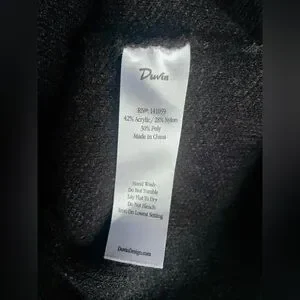 Duvin
RN#: 141959
42% Acrylic/ 28% Nylon
30% Poly
Made In China
Hand Wash
Do Not Tumble
Lay Flat To Dry
Do Not Bleach
Iron On Lowest Setting
DuvinDesign.com